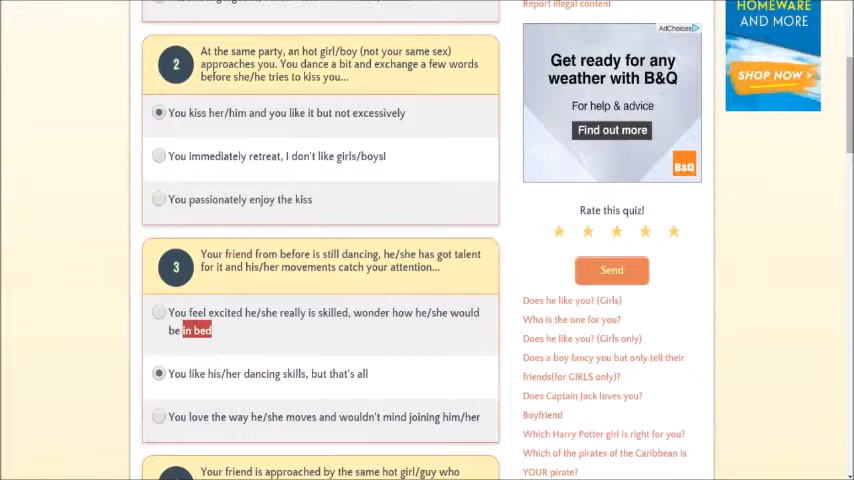 Report illegal content
HOMEWARE
AND MORE
SHOP NOW >
2
At the same party, an hot girl/boy (not your same sex)
approaches you. You dance a bit and exchange a few words
before she/he tries to kiss you...
You kiss her/him and you like it but not excessively
You immediately retreat, I don't like girls/boys!
You passionately enjoy the kiss
3
Your friend from before is still dancing, he/she has got talent
for it and his/her movements catch your attention...
You feel excited he/she really is skilled, wonder how he/she would
be in bed
You like his/her dancing skills, but that's all
You love the way he/she moves and wouldn't mind joining him/her
Your friend is approached by the same hot girl/guy who
AdChoices
Get ready for any
weather with B&Q
For help & advice
Find out more
B&Q
Rate this quiz!
Send
Does he like you? (Girls)
Who is the one for you?
Does he like you? (Girls only)
Does a boy fancy you but only tell their
friends(for GIRLS only)?
Does Captain Jack loves you?
Boyfriend
Which Harry Potter girl is right for you?
Which of the pirates of the Caribbean is
YOUR pirate?